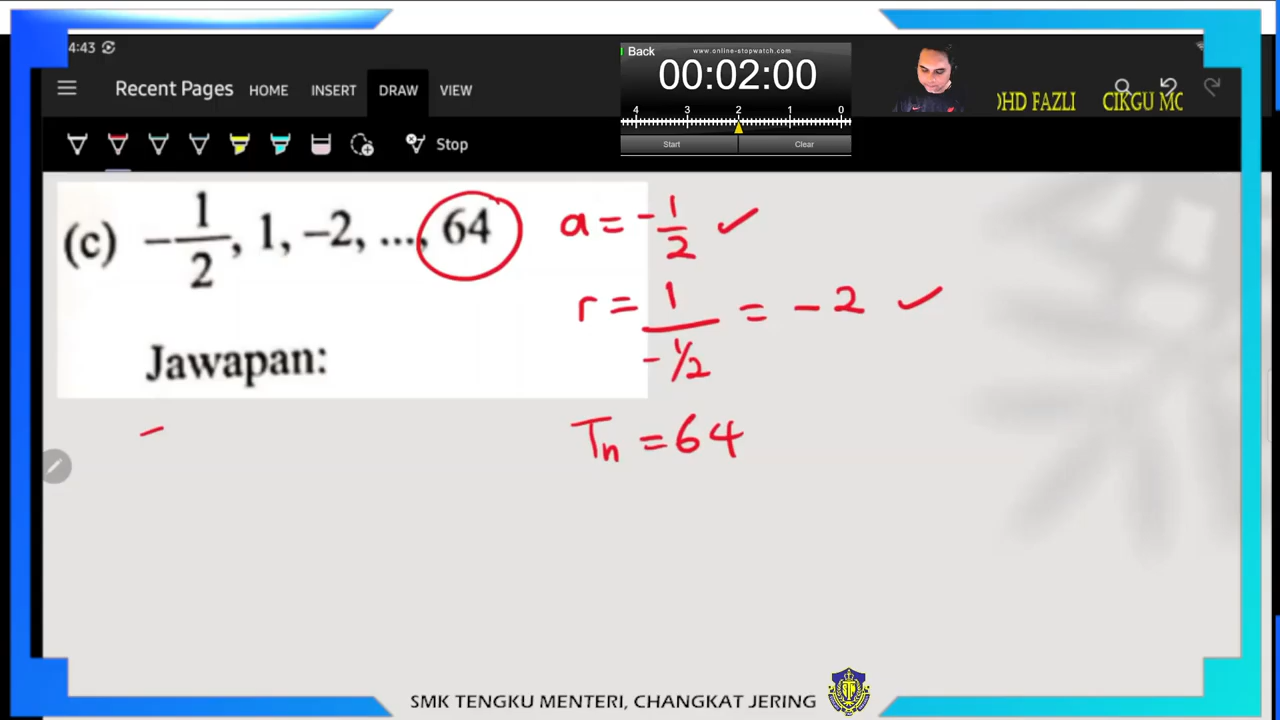 4:43
Back
www.online-stopwatch.com
00:02:00
4 3 2 1 0
Start Clear
Recent Pages HOME INSERT DRAW VIEW
OHD FAZLI CIKGU MO
Stop
(c) -1/2, 1, -2, ..., 64
a = -1/2 ✓
r = 1/(-1/2) = -2 ✓
Jawapan:
Tn = 64
SMK TENGKU MENTERI, CHANGKAT JERING